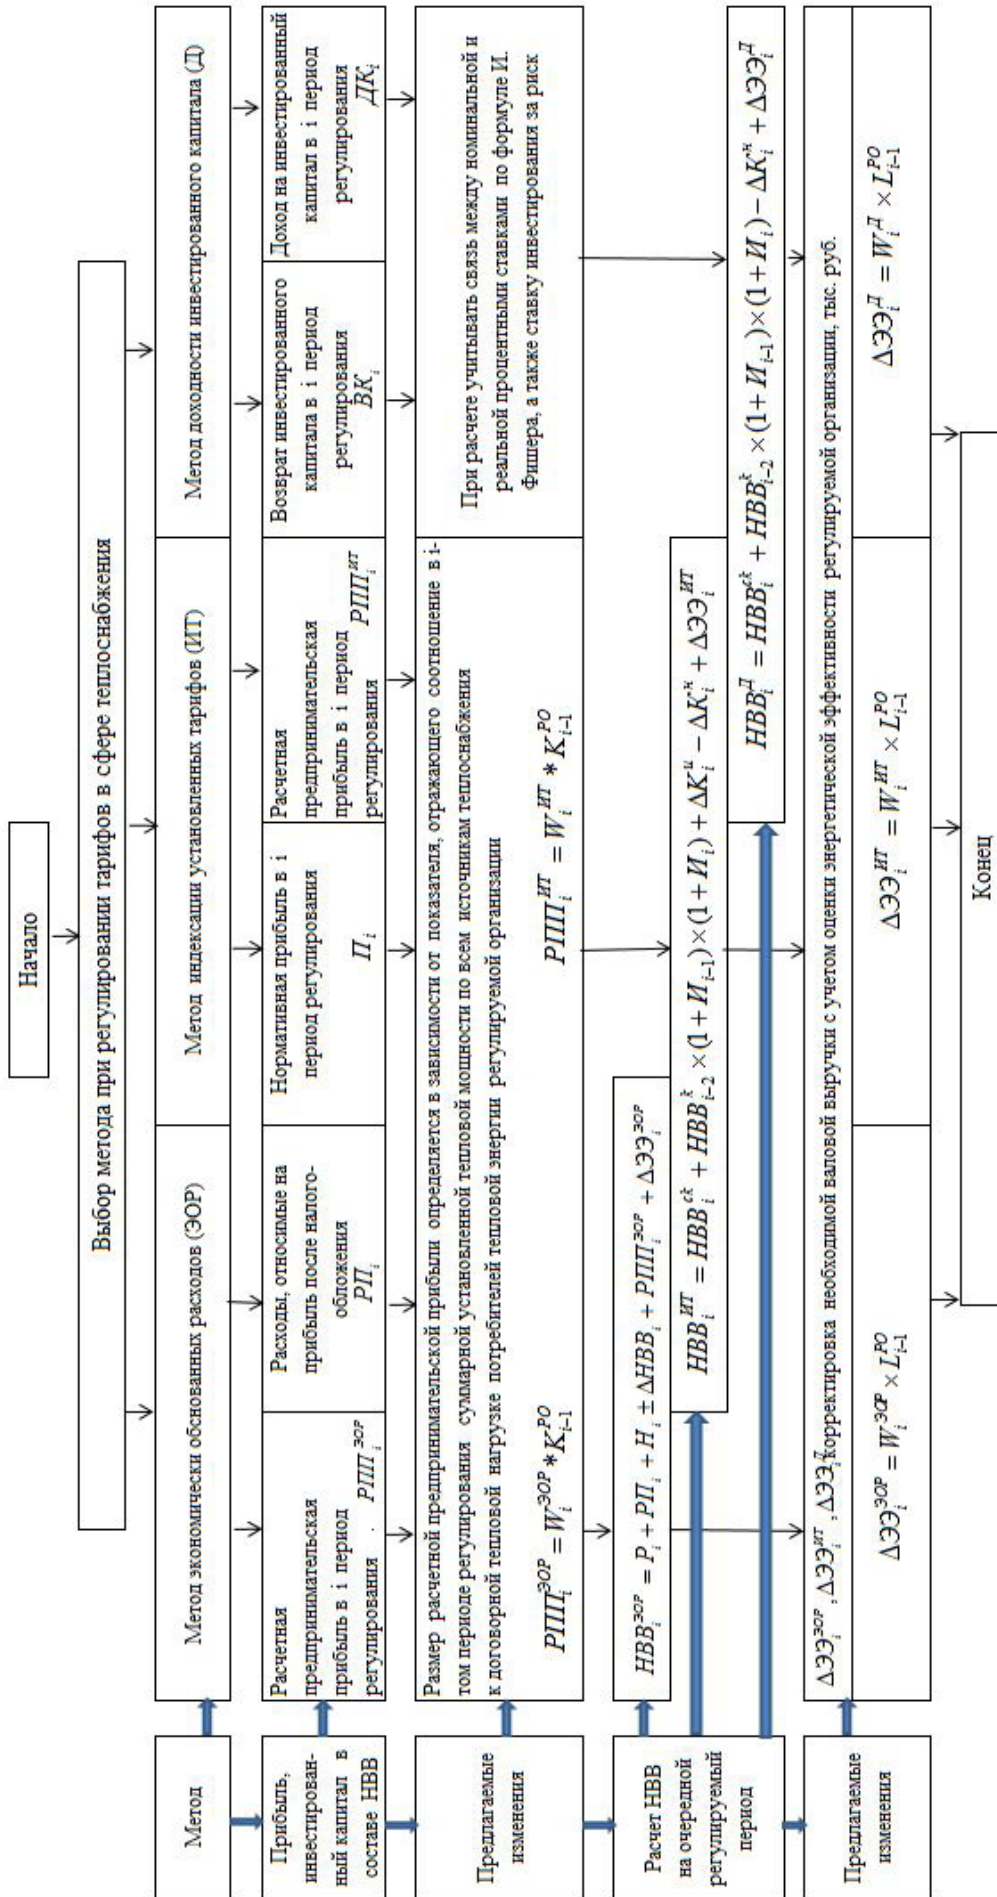 Начало
Выбор метода при регулировании тарифов в сфере теплоснабжения
Метод
Метод экономически обоснованных расходов (ЭОР)
Метод индексации установленных тарифов (ИТ)
Метод доходности инвестированного капитала (Д)
Прибыль,
инвестирован-
ный капитал в
составе НВВ
Расчетная
предпринимательская
прибыль в i период
регулирования . $РПП_i^{ЭОР}$
Расходы, относимые на
прибыль после налого-
обложения
$РП_i$
Нормативная прибыль в i
период регулирования
$П_i$
Расчетная
предпринимательская
прибыль в i период
регулирования $РПП_i^{ИТ}$
Возврат инвестированного
капитала в i период
регулирования
$ВК_i$
Доход на инвестированный
капитал в i период
регулирования
$ДК_i$
Предлагаемые
изменения
Размер расчетной предпринимательской прибыли определяется в зависимости от показателя, отражающего соотношение в i-
том периоде регулирования суммарной установленной тепловой мощности по всем источникам теплоснабжения
к договорной тепловой нагрузке потребителей тепловой энергии регулируемой организации
$РПП_i^{ЭОР} = W_i^{ЭОР} * K_{i-1}^{РО}$
$РПП_i^{ИТ} = W_i^{ИТ} * K_{i-1}^{РО}$
При расчете учитывать связь между номинальной и
реальной процентными ставками по формуле И.
Фишера, а также ставку инвестирования за риск
Расчет НВВ
на очередной
регулируемый
период
$НВВ_i^{ЭОР} = Р_i + РП_i + Н_i ± ΔНВВ_i + РПП_i^{ЭОР} + ΔЭЭ_i^{ЭОР}$
$НВВ_i^{ИТ} = НВВ_i^{ck} + НВВ_{i-2}^{k} × (1 + И_{i-1}) × (1 + И_i) + ΔK_i^{и} − ΔK_i^{н} + ΔЭЭ_i^{ИТ}$
$НВВ_i^{Д} = НВВ_i^{ck} + НВВ_{i-2}^{k} × (1 + И_{i-1}) × (1 + И_i) − ΔK_i^{н} + ΔЭЭ_i^{Д}$
Предлагаемые
изменения
$ΔЭЭ_i^{ЭОР}$, $ΔЭЭ_i^{ИТ}$, $ΔЭЭ_i^{Д}$ корректировка необходимой валовой выручки с учетом оценки энергетической эффективности регулируемой организации, тыс. руб.
$ΔЭЭ_i^{ЭОР} = W_i^{ЭОР} × L_{i-1}^{РО}$
$ΔЭЭ_i^{ИТ} = W_i^{ИТ} × L_{i-1}^{РО}$
$ΔЭЭ_i^{Д} = W_i^{Д} × L_{i-1}^{РО}$
Конец